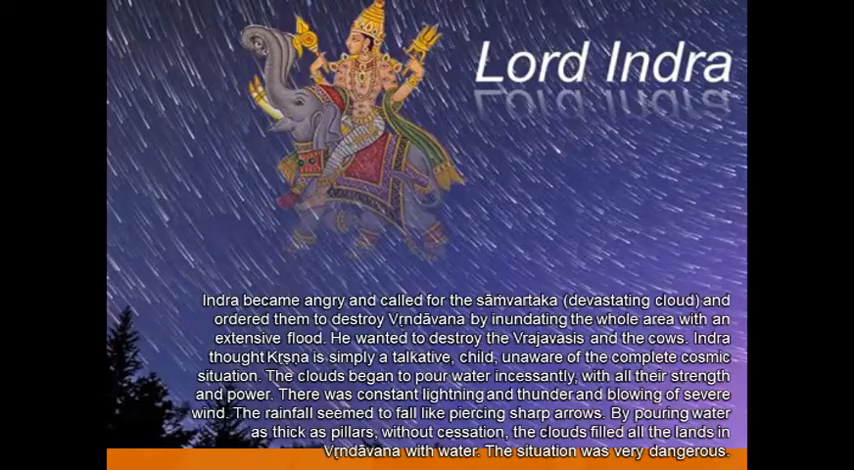 Lord Indra
Indra became angry and called for the sāṁvartaka (devastating cloud) and
ordered them to destroy Vṛndāvana by inundating the whole area with an
extensive flood. He wanted to destroy the Vrajavasis and the cows. Indra
thought Kṛṣṇa is simply a talkative, child, unaware of the complete cosmic
situation. The clouds began to pour water incessantly, with all their strength
and power. There was constant lightning and thunder and blowing of severe
wind. The rainfall seemed to fall like piercing sharp arrows. By pouring water
as thick as pillars, without cessation, the clouds filled all the lands in
Vṛndāvana with water. The situation was very dangerous.